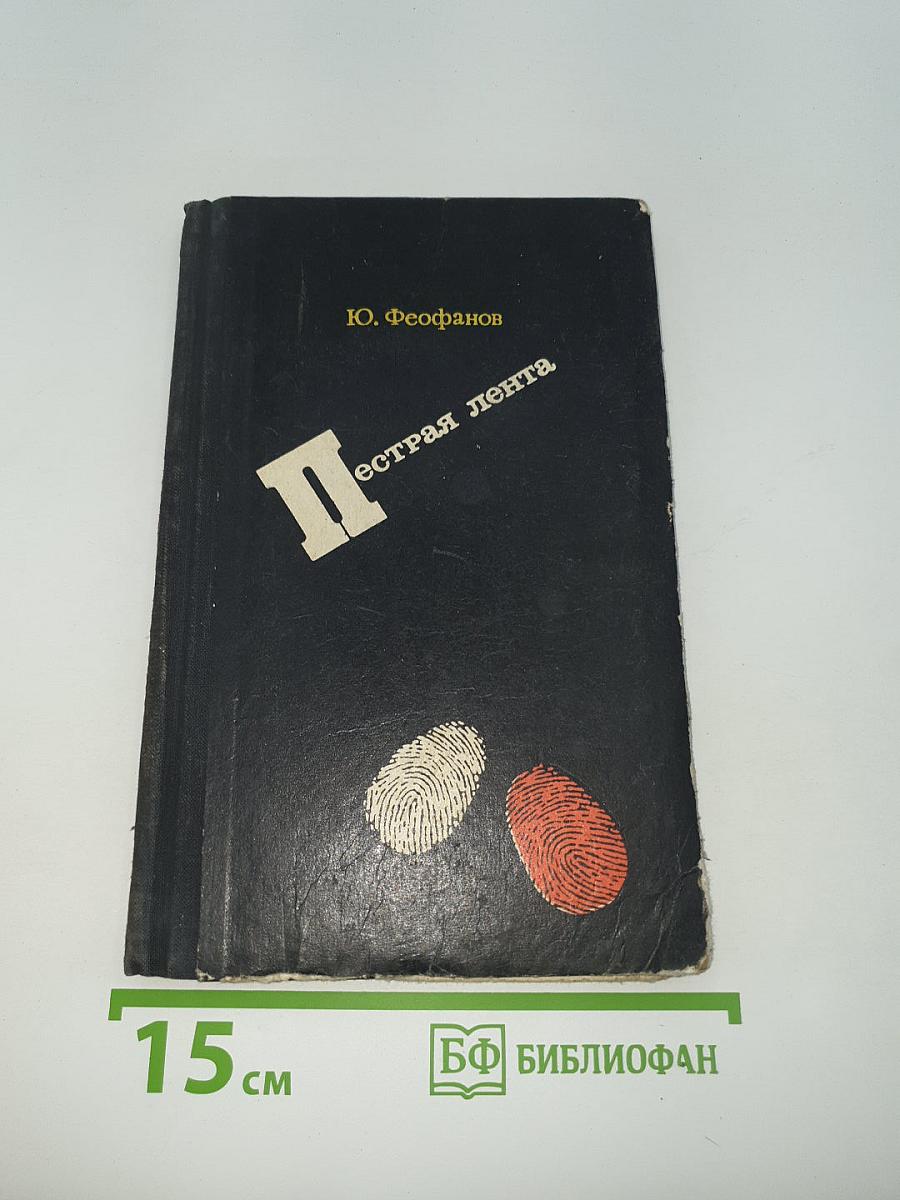 Ю. Феофанов
Пестрая лента
15 см
БФ БИБЛИОФАН